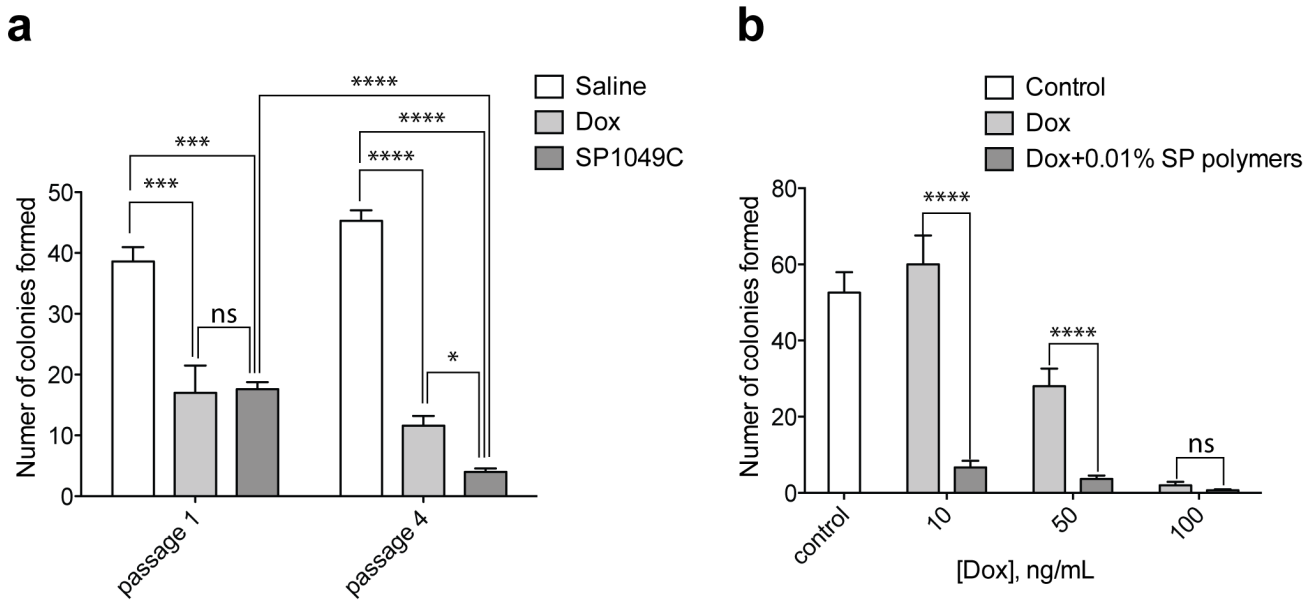 a
****
Saline
Dox
SP1049C
***
***
ns
****
****
*
Numer of colonies formed
50
40
30
20
10
0
passage 1
passage 4
b
Control
Dox
Dox+0.01% SP polymers
****
****
ns
Numer of colonies formed
80
60
40
20
0
control
10
50
100
[Dox], ng/mL